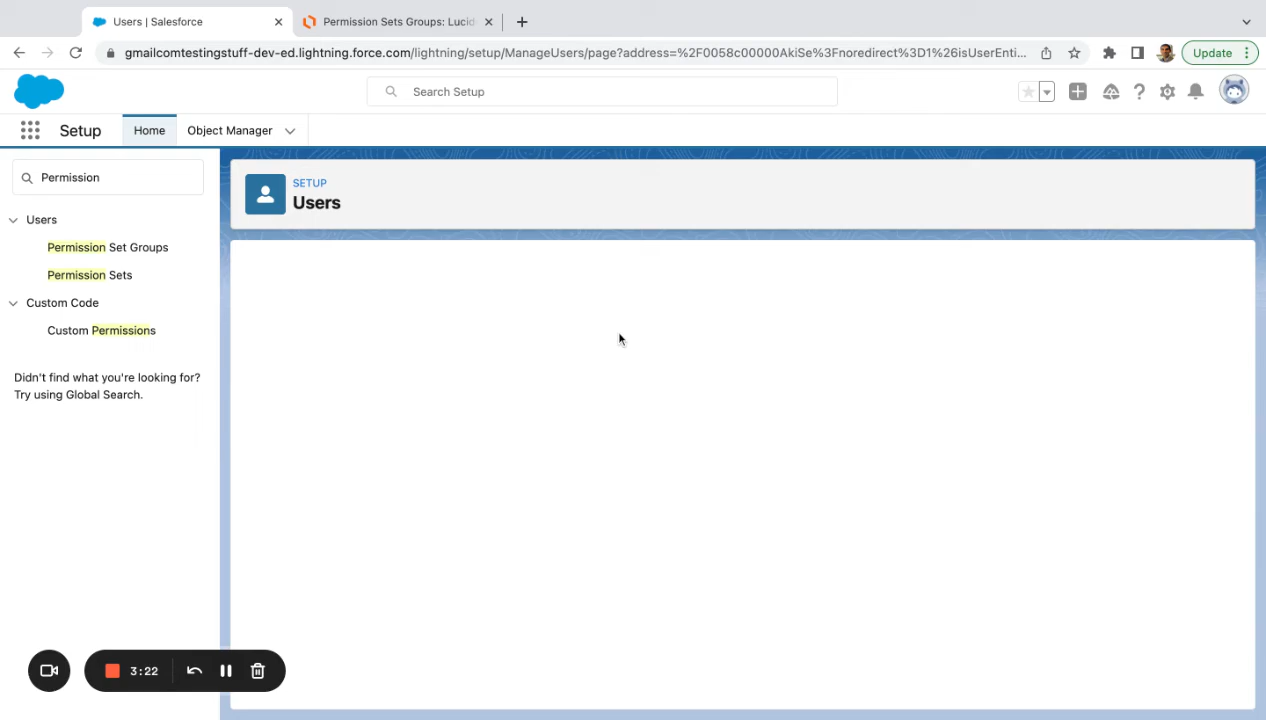 Users | Salesforce
Permission Sets Groups: Lucid
gmailcomtestingstuff-dev-ed.lightning.force.com/lightning/setup/ManageUsers/page?address=%2F0058c00000AkiSe%3Fnoredirect%3D1%26isUserEnti...
Update
Search Setup
Setup
Home
Object Manager
Permission
SETUP
Users
Users
Permission Set Groups
Permission Sets
Custom Code
Custom Permissions
Didn't find what you're looking for?
Try using Global Search.
3:22